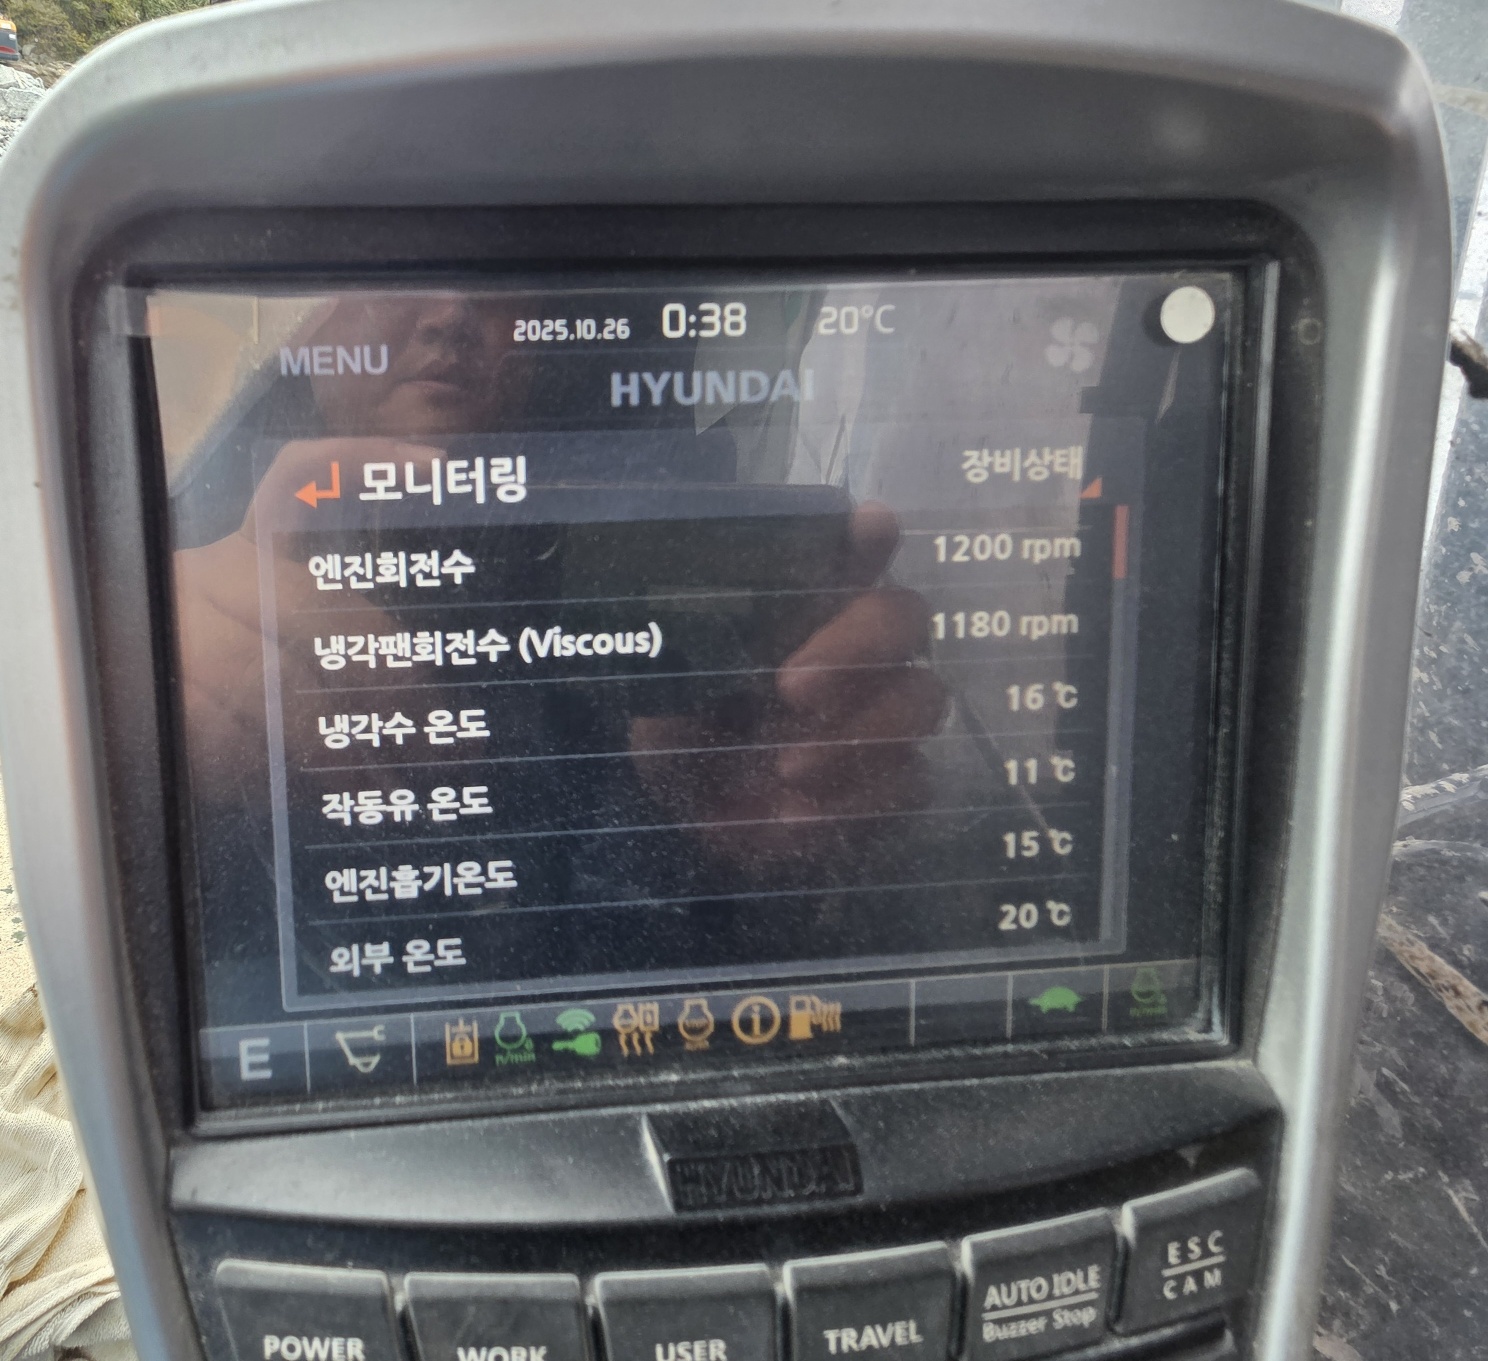 2025.10.26 0:38 20°C
MENU
HYUNDAI
모니터링 장비상태
엔진회전수 1200 rpm
냉각팬회전수 (Viscous) 1180 rpm
냉각수 온도 16 ℃
작동유 온도 11 ℃
엔진흡기온도 15 ℃
외부 온도 20 ℃
E
n/min
n/min
HYUNDAI
POWER WORK USER TRAVEL AUTO IDLE
Buzzer Stop
ESC
CAM